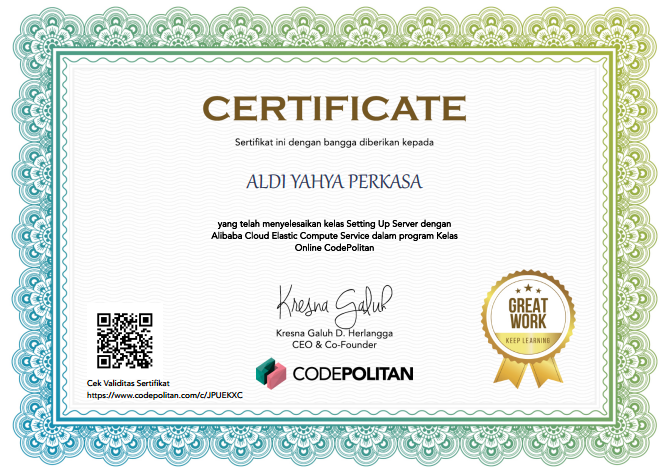 CERTIFICATE
Sertifikat ini dengan bangga diberikan kepada
ALDI YAHYA PERKASA
yang telah menyelesaikan kelas Setting Up Server dengan
Alibaba Cloud Elastic Compute Service dalam program Kelas
Online CodePolitan
Kresna Galuh
Kresna Galuh D. Herlangga
CEO & Co-Founder
CODEPOLITAN
GREAT
WORK
KEEP LEARNING
Cek Validitas Sertifikat
https://www.codepolitan.com/c/JPUEKXC